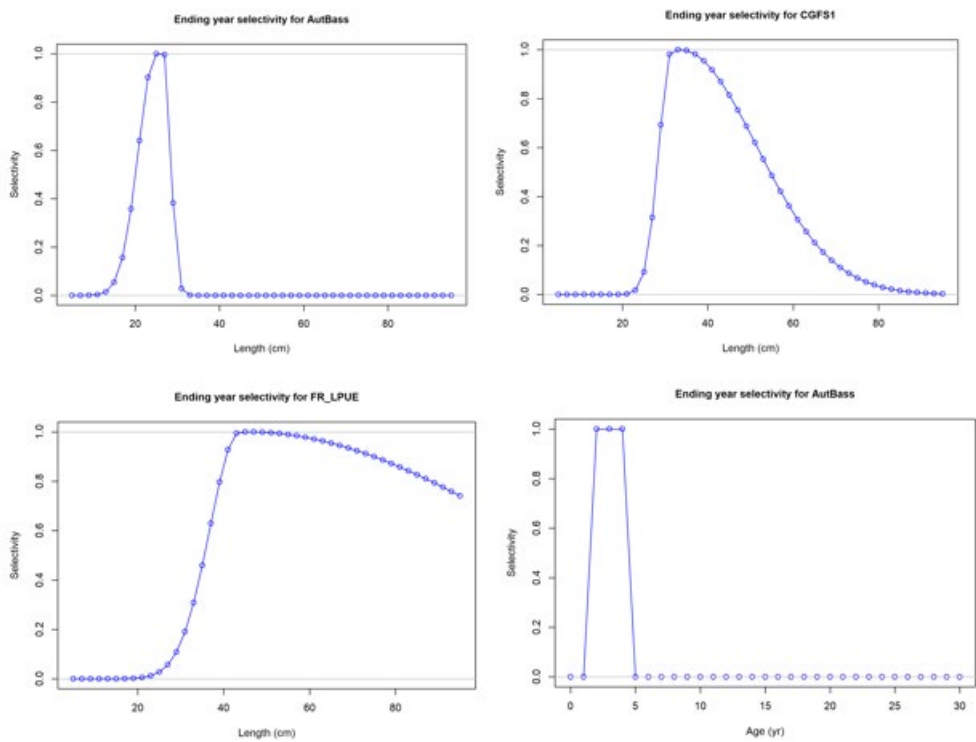 Ending year selectivity for AutBass
Selectivity
1.0
0.8
0.6
0.4
0.2
0.0
20 40 60 80
Length (cm)
Ending year selectivity for CGFS1
Selectivity
1.0
0.8
0.6
0.4
0.2
0.0
20 40 60 80
Length (cm)
Ending year selectivity for FR_LPUE
Selectivity
1.0
0.8
0.6
0.4
0.2
0.0
20 40 60 80
Length (cm)
Ending year selectivity for AutBass
Selectivity
1.0
0.8
0.6
0.4
0.2
0.0
0 5 10 15 20 25 30
Age (yr)